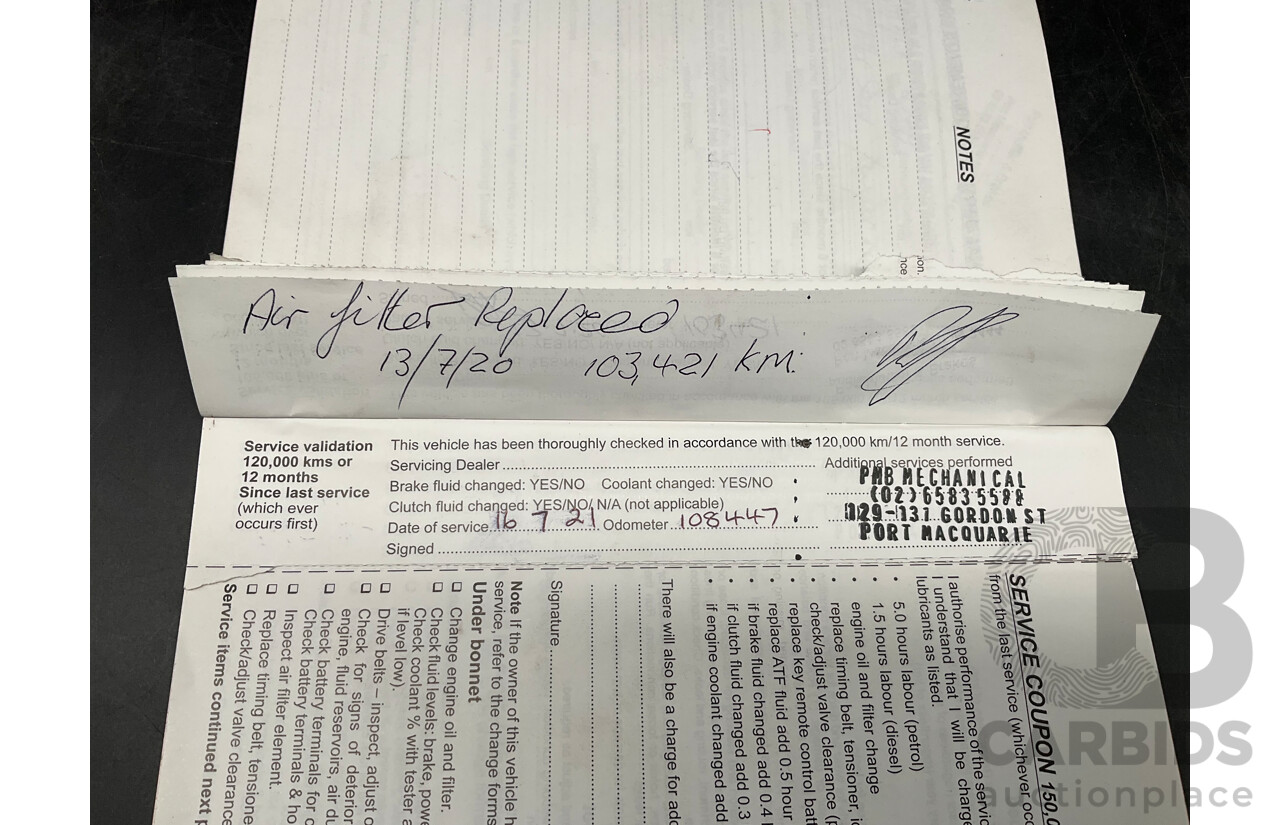 NOTES
ion.
nce
Air filter Replaced
13/7/20 103,421 km.
Service validation
120,000 kms or
12 months
Since last service
(which ever
occurs first)
This vehicle has been thoroughly checked in accordance with the 120,000 km/12 month service.
Servicing Dealer
Additional services performed
Brake fluid changed: YES/NO Coolant changed: YES/NO
Clutch fluid changed: YES/NO/ N/A (not applicable)
Date of service 16 7 21 Odometer 108447
Signed
PMB MECHANICAL
(02) 6583 5588
129-131 GORDON ST
PORT MACQUARIE
SERVICE COUPON 150,0
from the last service (whichever occ
I authorise performance of the servic
I understand that I will be charge
lubricants as listed.
• 5.0 hours labour (petrol)
• 1.5 hours labour (diesel)
• engine oil and filter change
• replace timing belt, tensioner, i
• check/adjust valve clearance (p
• replace key remote control batt
• replace ATF fluid add 0.5 hour
• if brake fluid changed add 0.4 l
• if clutch fluid changed add 0.3
• if engine coolant changed add
There will also be a charge for add
Signature
Note If the owner of this vehicle h
service, refer to the change forms
Under bonnet
☐ Change engine oil and filter.
☐ Check fluid levels: brake, powe
Check coolant % with tester a
if level low).
☐ Drive belts – inspect, adjust o
☐ Check for signs of deterior
engine, fluid reservoirs, air du
☐ Check battery terminals for c
Check battery terminals & ho
☐ Inspect air filter element.
☐ Replace timing belt, tensione
☐ Check/adjust valve clearance
Service items continued next p
CARBIDS
auctionplace